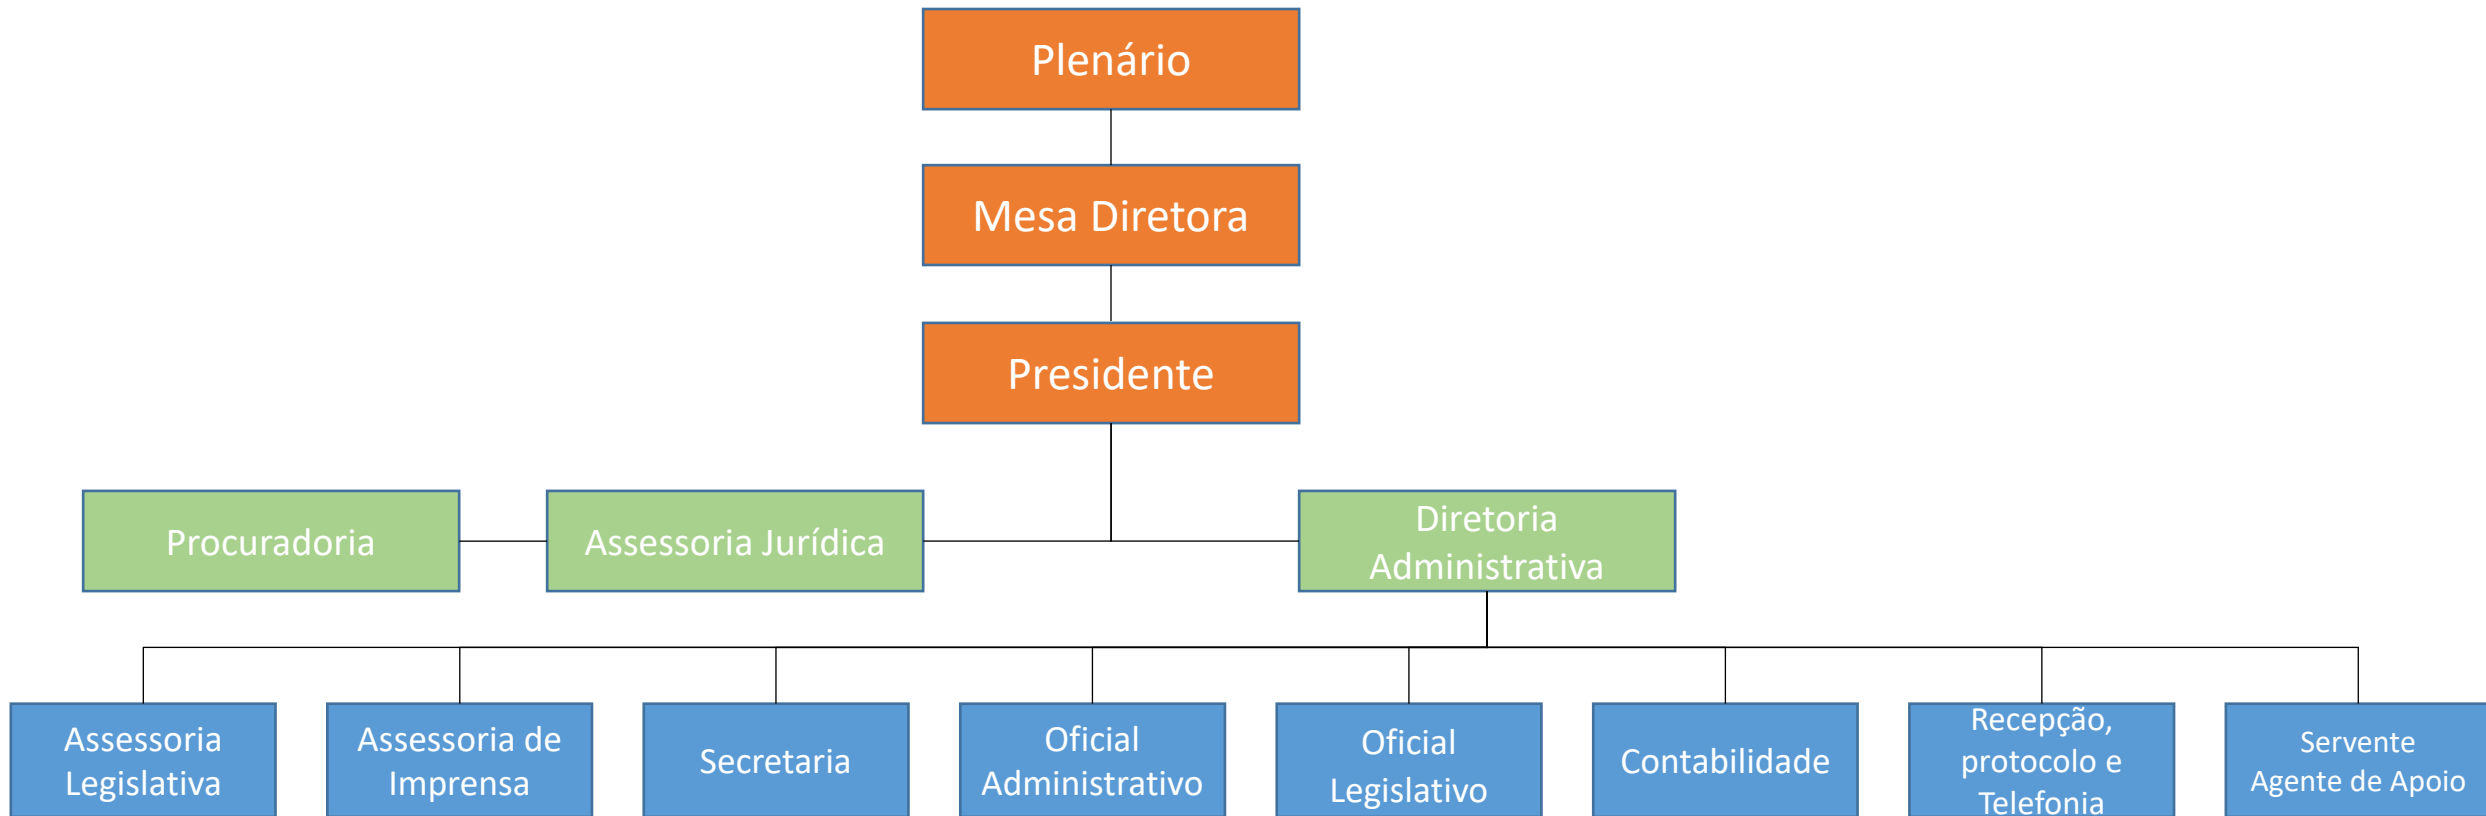 Plenário
Mesa Diretora
Presidente
Procuradoria
Assessoria Jurídica
Diretoria
Administrativa
Assessoria
Legislativa
Assessoria de
Imprensa
Secretaria
Oficial
Administrativo
Oficial
Legislativo
Contabilidade
Recepção,
protocolo e
Telefonia
Servente
Agente de Apoio